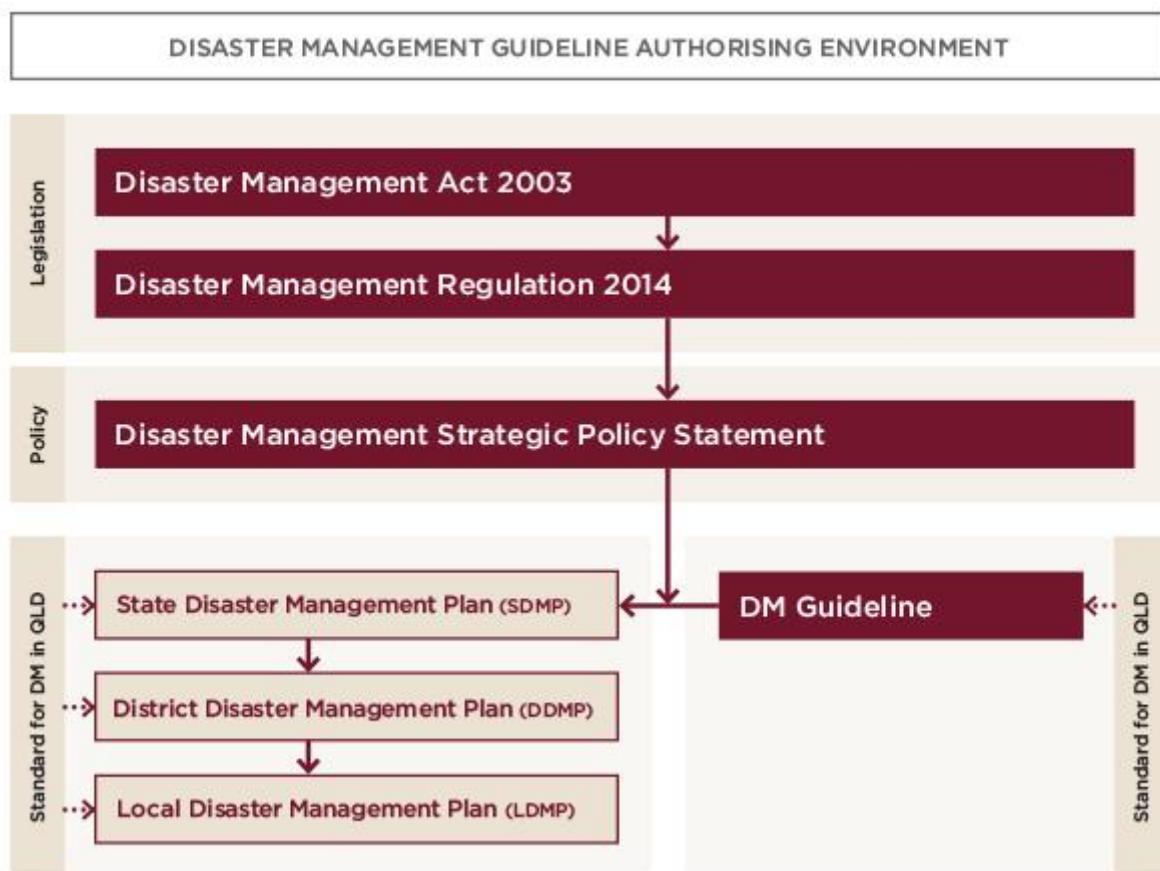 DISASTER MANAGEMENT GUIDELINE AUTHORISING ENVIRONMENT
Legislation
Disaster Management Act 2003
Disaster Management Regulation 2014
Policy
Disaster Management Strategic Policy Statement
Standard for DM in QLD
State Disaster Management Plan (SDMP)
District Disaster Management Plan (DDMP)
Local Disaster Management Plan (LDMP)
DM Guideline
Standard for DM in QLD